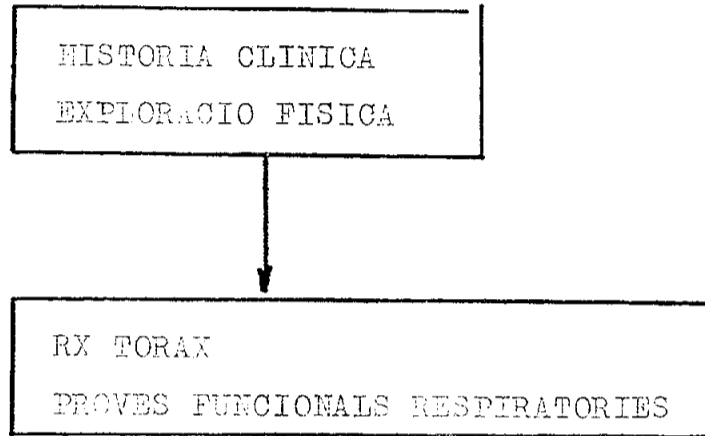 HISTORIA CLINICA
EXPLORACIO FISICA
RX TORAX
PROVES FUNCIONALS RESPIRATORIES